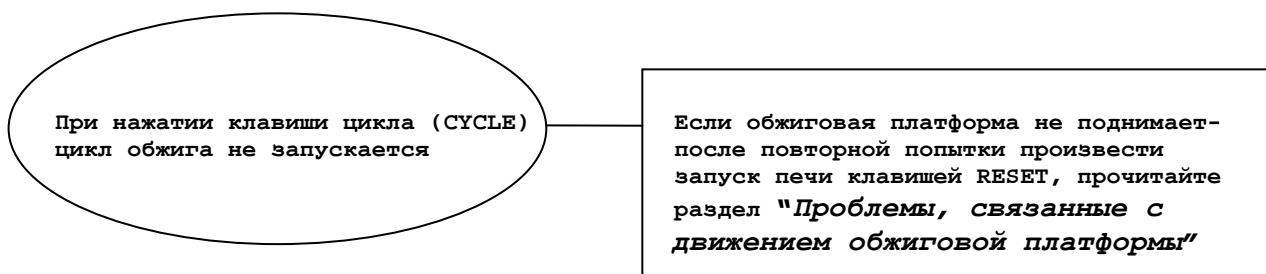 При нажатии клавиши цикла (CYCLE)
цикл обжига не запускается
Если обжиговая платформа не поднимает-
после повторной попытки произвести
запуск печи клавишей RESET, прочитайте
раздел "Проблемы, связанные с
движением обжиговой платформы"